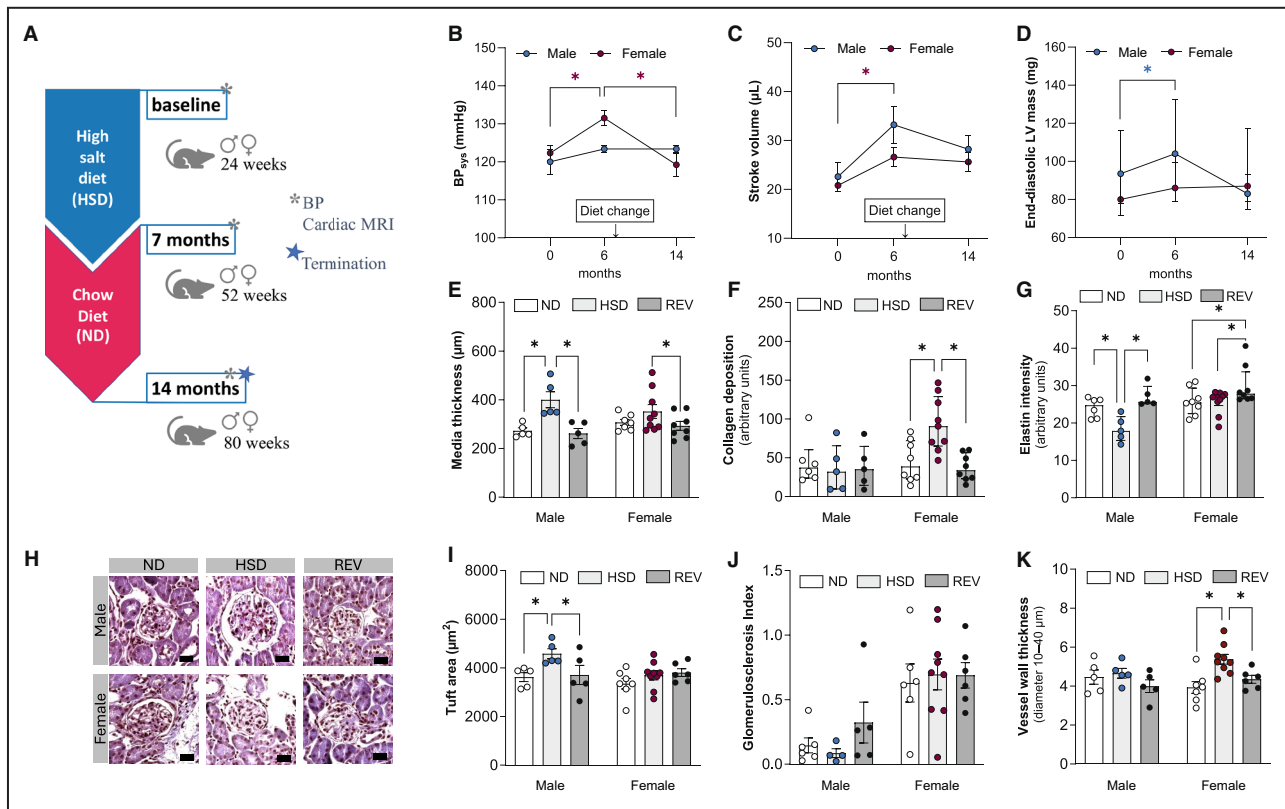 A
baseline*
High
salt
diet
(HSD)
♂♀
24 weeks
*BP
Cardiac MRI
7 months*
Termination
♂♀
52 weeks
Chow
Diet
(ND)
14 months*
♂♀
80 weeks
B
Male Female
BPsys (mmHg)
150
140
130
120
110
100
* *
Diet change
↓
0 6 14
months
C
Male Female
Stroke volume (µL)
50
40
30
20
10
*
Diet change
↓
0 6 14
months
D
Male Female
End-diastolic LV mass (mg)
160
140
120
100
80
60
40
*
0 6 14
months
E
ND HSD REV
Media thickness (µm)
800
600
400
200
0
* * *
Male Female
F
ND HSD REV
Collagen deposition
(arbitrary units)
250
200
150
100
50
0
* *
Male Female
G
ND HSD REV
Elastin intensity
(arbitrary units)
50
40
30
20
10
0
* * * *
Male Female
H
ND HSD REV
Male
Female
I
ND HSD REV
Tuft area (µm²)
8000
6000
4000
2000
0
* *
Male Female
J
ND HSD REV
Glomerulosclerosis Index
1.5
1.0
0.5
0.0
Male Female
K
ND HSD REV
Vessel wall thickness
(diameter 10–40 µm)
12
10
8
6
4
2
0
* *
Male Female